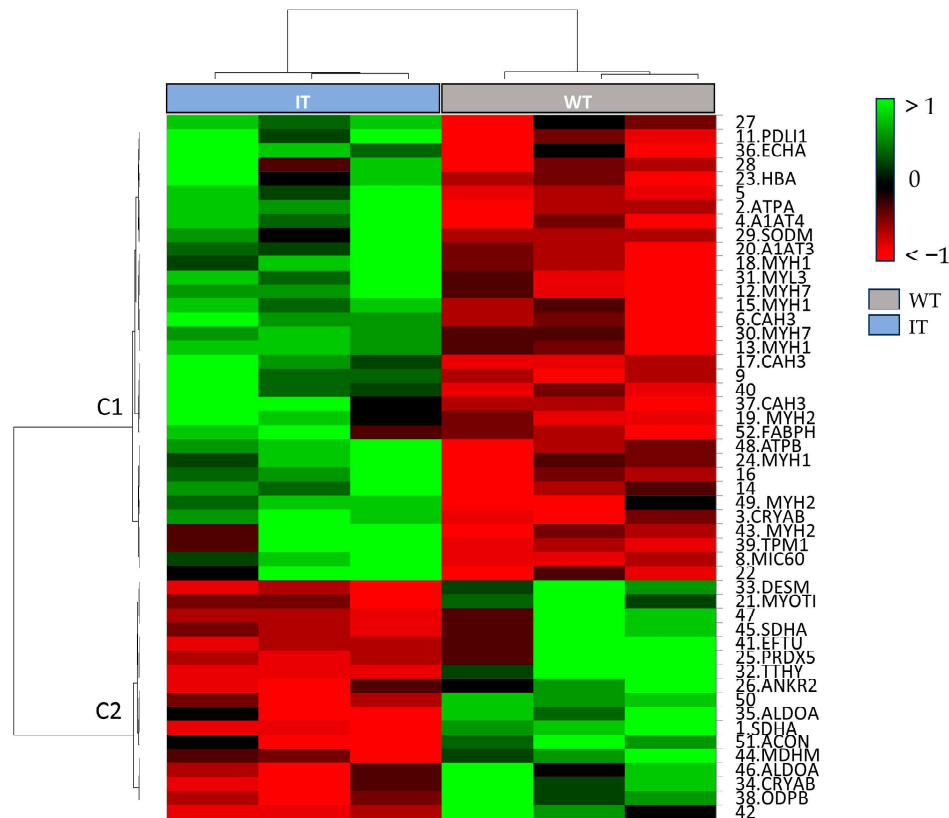 IT WT
27
11.PDLI1
36.ECHA
28
23.HBA
5
2.ATPA
4.A1AT4
29.SODM
20.A1AT3
18.MYH1
31.MYL3
12.MYH7
15.MYH1
6.CAH3
30.MYH7
13.MYH1
17.CAH3
9
40
37.CAH3
19. MYH2
52.FABPH
48.ATPB
24.MYH1
16
14
49. MYH2
3.CRYAB
43. MYH2
39.TPM1
8.MIC60
22
33.DESM
21.MYOTI
47
45.SDHA
41.EFTU
25.PRDX5
32.TTHY
26.ANKR2
50
35.ALDOA
1.SDHA
51.ACON
44.MDHM
46.ALDOA
34.CRYAB
38.ODPB
42
C1
C2
> 1
0
< −1
WT
IT